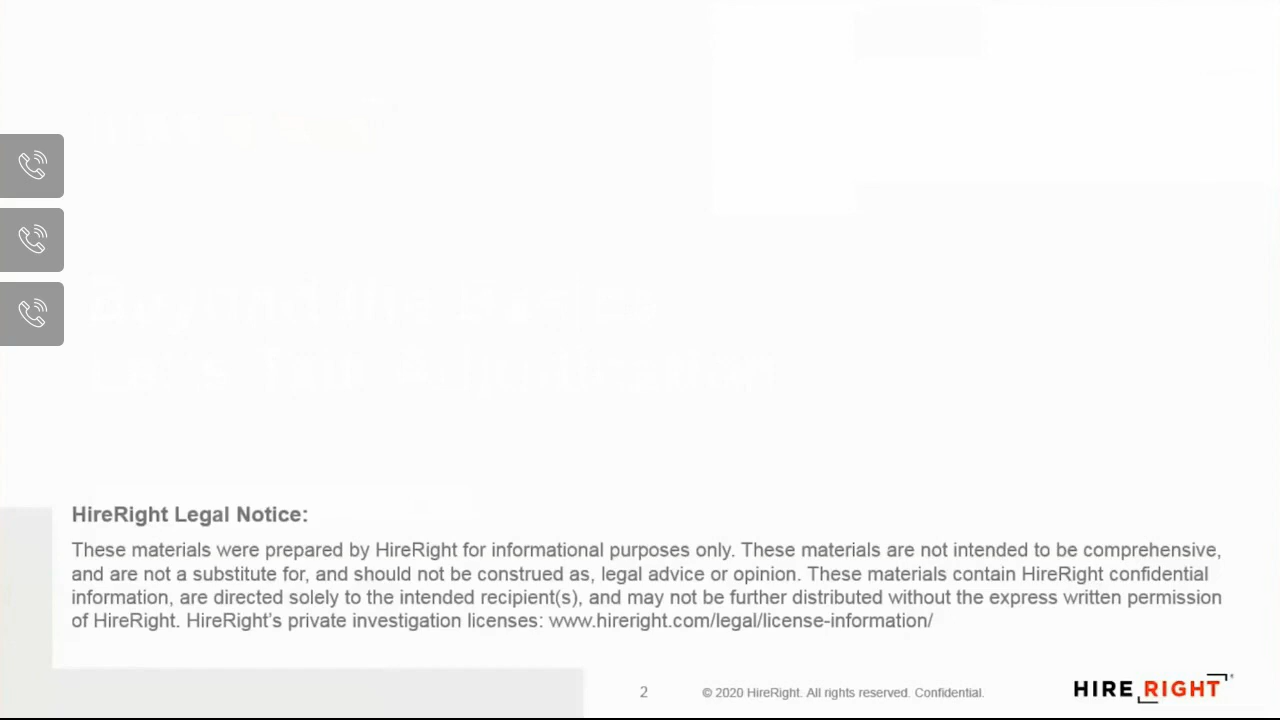 HireRight Legal Notice:
These materials were prepared by HireRight for informational purposes only. These materials are not intended to be comprehensive,
and are not a substitute for, and should not be construed as, legal advice or opinion. These materials contain HireRight confidential
information, are directed solely to the intended recipient(s), and may not be further distributed without the express written permission
of HireRight. HireRight's private investigation licenses: www.hireright.com/legal/license-information/
2
© 2020 HireRight. All rights reserved. Confidential.
HIRE RIGHT